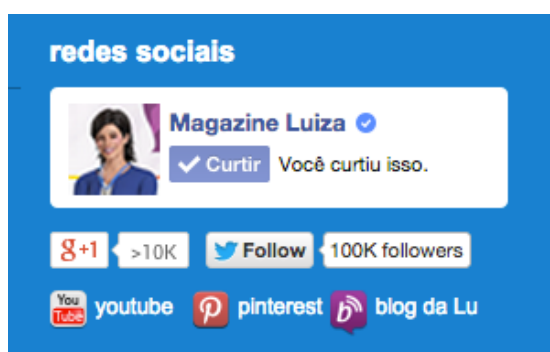 redes sociais
Magazine Luiza
Curtir Você curtiu isso.
g+1 >10K Follow 100K followers
You Tube youtube pinterest blog da Lu